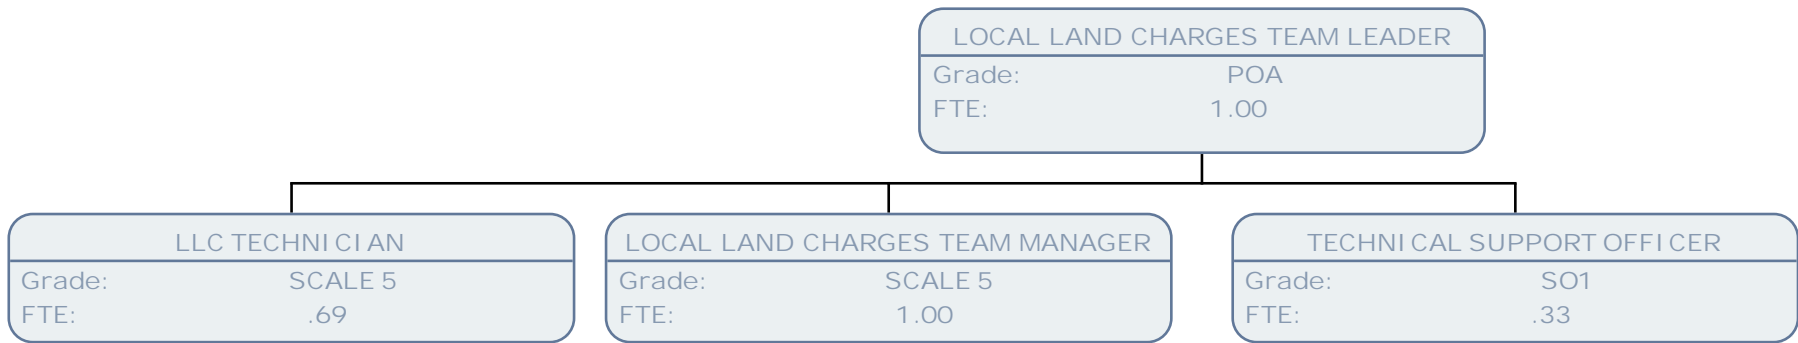 LOCAL LAND CHARGES TEAM LEADER
Grade: POA
FTE: 1.00
LLC TECHNICIAN
Grade: SCALE 5
FTE: .69
LOCAL LAND CHARGES TEAM MANAGER
Grade: SCALE 5
FTE: 1.00
TECHNICAL SUPPORT OFFICER
Grade: SO1
FTE: .33